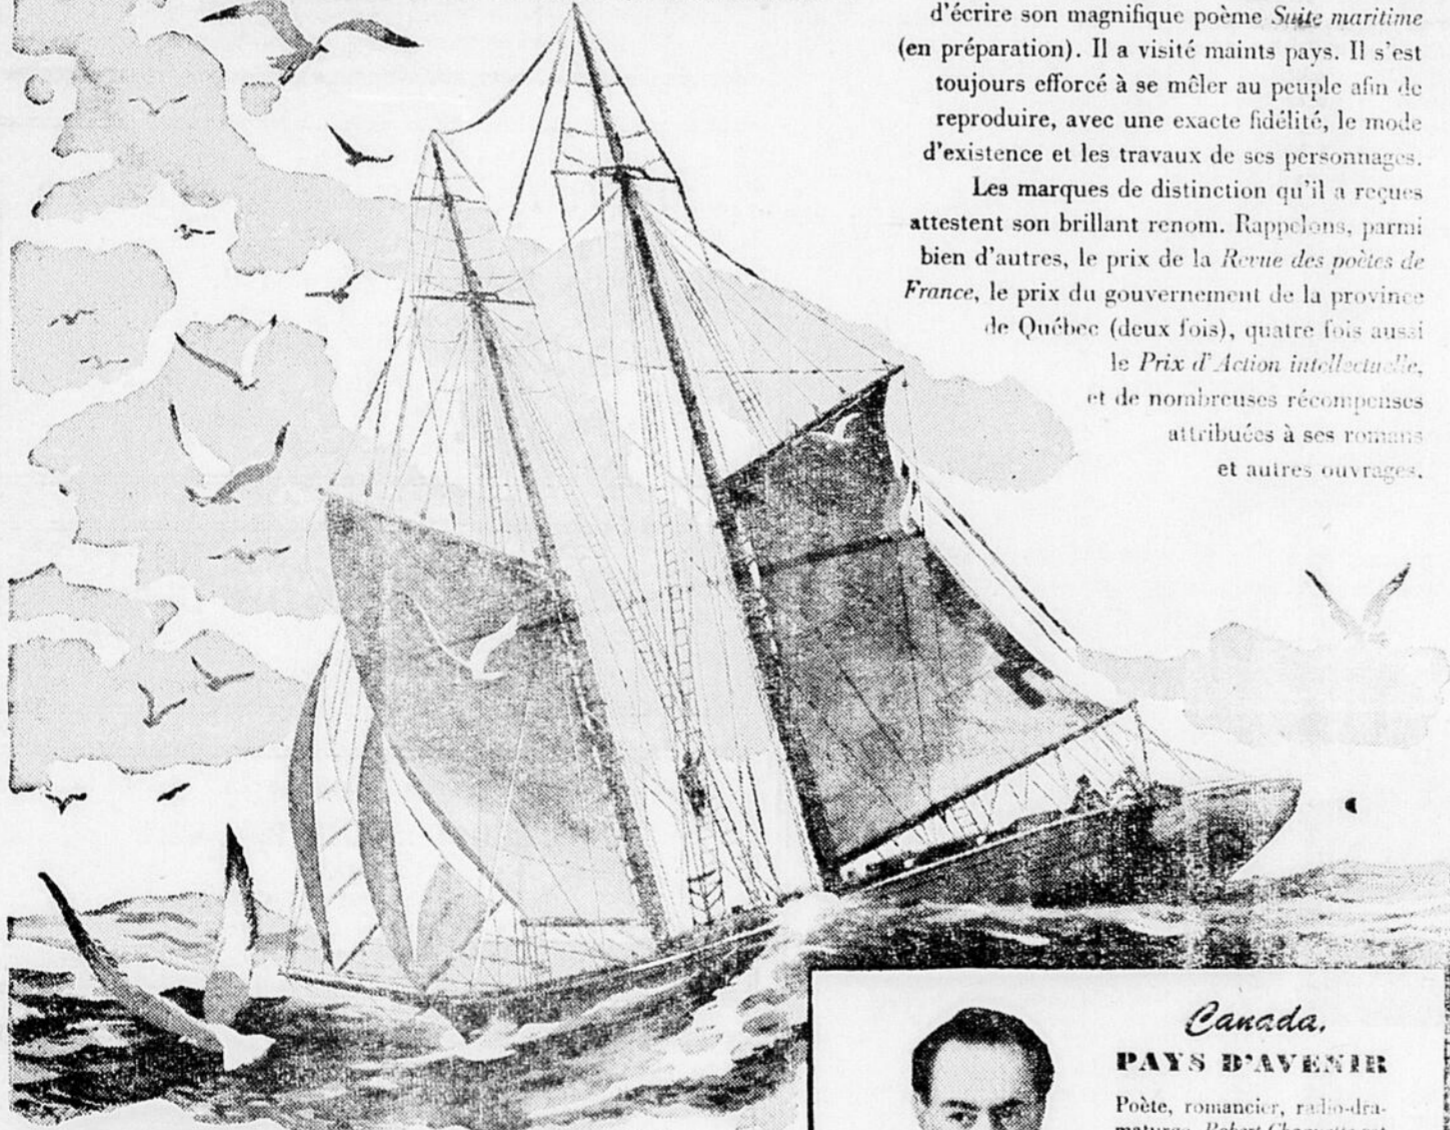 d'écrire son magnifique poème Suite maritime
(en préparation). Il a visité maints pays. Il s'est
toujours efforcé à se mêler au peuple afin de
reproduire, avec une exacte fidélité, le mode
d'existence et les travaux de ses personnages.
Les marques de distinction qu'il a reçues
attestent son brillant renom. Rappelons, parmi
bien d'autres, le prix de la Revue des poètes de
France, le prix du gouvernement de la province
de Québec (deux fois), quatre fois aussi
le Prix d'Action intellectuelle,
et de nombreuses récompenses
attribuées à ses romans
et autres ouvrages.
Canada,
PAYS D'AVENIR
Poète, romancier, radio-dra-
maturge, Robert Choquette est